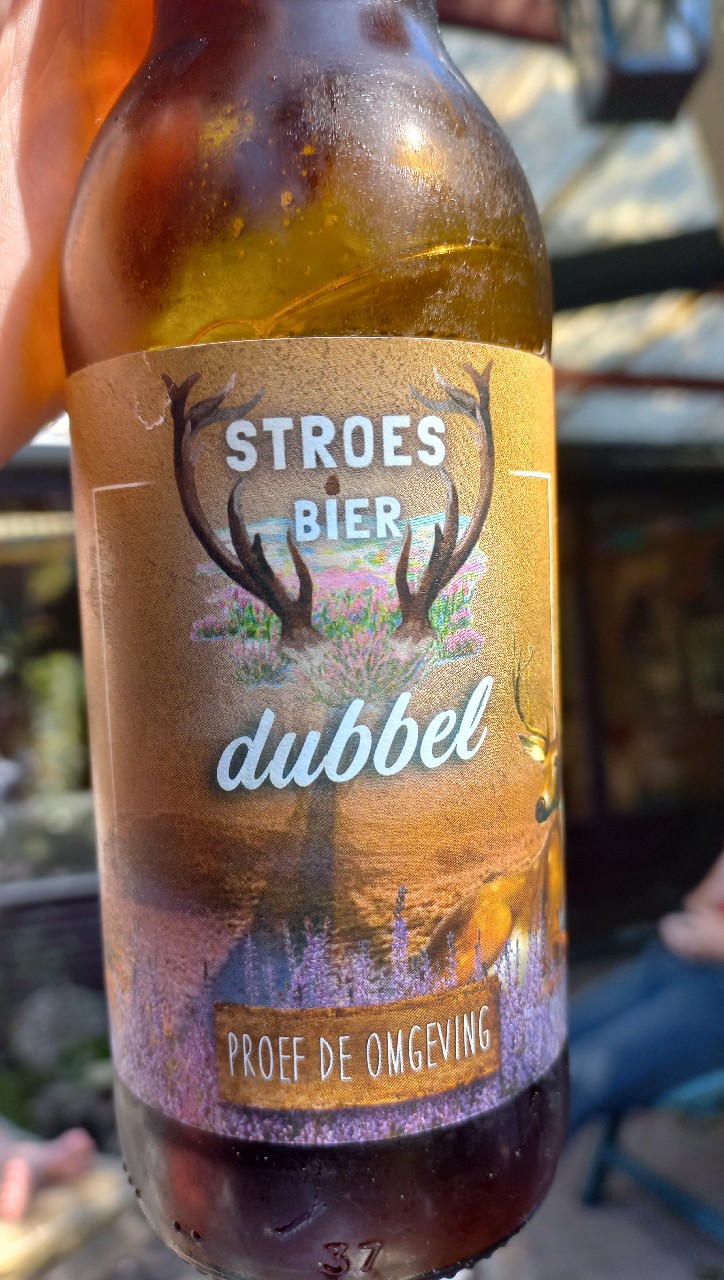 STROES
BIER
dubbel
PROEF DE OMGEVING
37